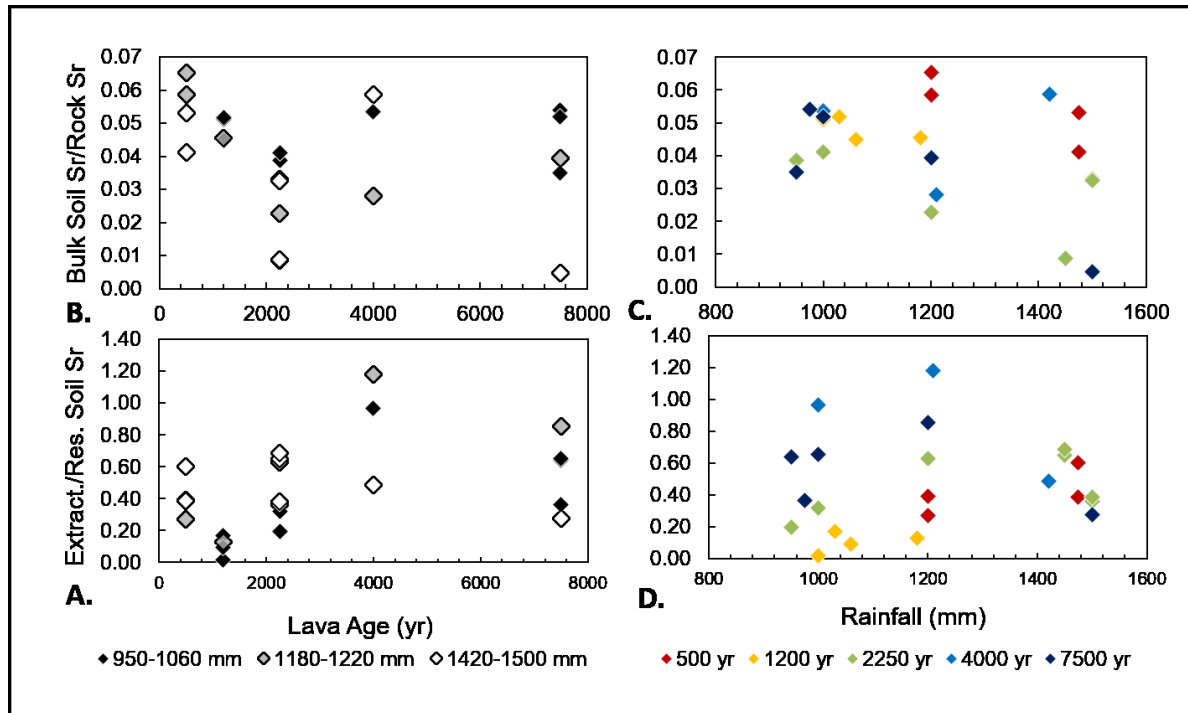 Bulk Soil Sr/Rock Sr
0.07
0.06
0.05
0.04
0.03
0.02
0.01
0.00
0 2000 4000 6000 8000
B.
0.07
0.06
0.05
0.04
0.03
0.02
0.01
0.00
800 1000 1200 1400 1600
C.
Extract./Res. Soil Sr
1.40
1.20
1.00
0.80
0.60
0.40
0.20
0.00
0 2000 4000 6000 8000
A.
Lava Age (yr)
950-1060 mm 1180-1220 mm 1420-1500 mm
1.40
1.20
1.00
0.80
0.60
0.40
0.20
0.00
800 1000 1200 1400 1600
D.
Rainfall (mm)
500 yr 1200 yr 2250 yr 4000 yr 7500 yr